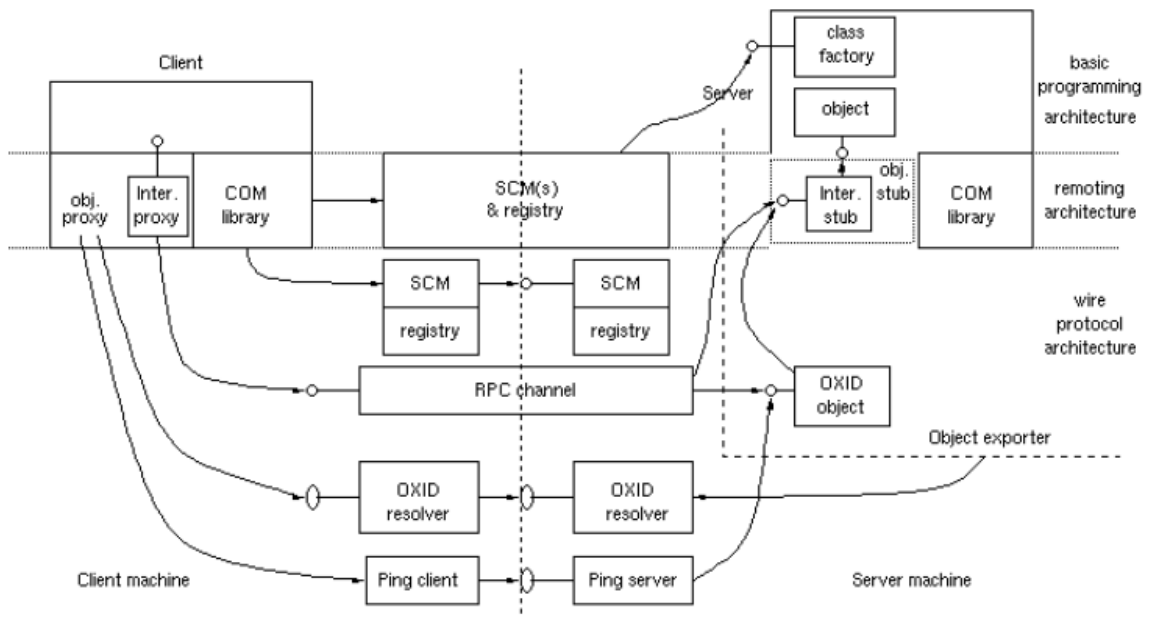 Client
class
factory
Server
object
basic
programming
architecture
obj.
proxy
Inter.
proxy
COM
library
SCM(s)
& registry
Inter.
stub
obj.
stub
COM
library
remoting
architecture
SCM
registry
SCM
registry
wire
protocol
architecture
RPC channel
OXID
object
Object exporter
OXID
resolver
OXID
resolver
Client machine
Ping client
Ping server
Server machine